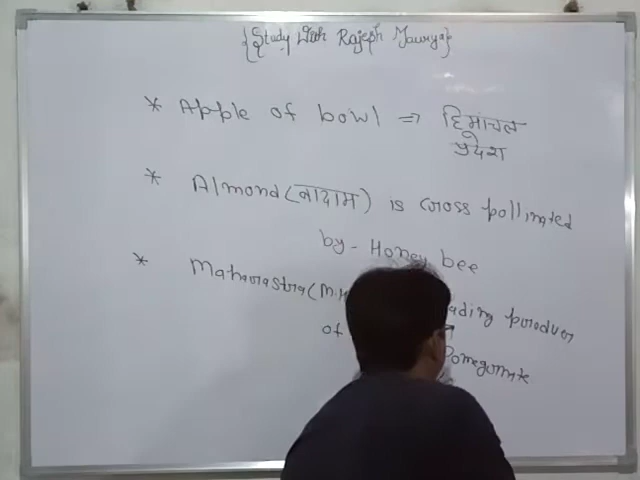 {Study With Rajesh Maurya}
* Apple of bowl ⇒ हिमांचल
प्रदेश
* Almond (बादाम) is cross pollinated
by - Honey bee
* Maharastra (M.H ading producer
of Pomegranate